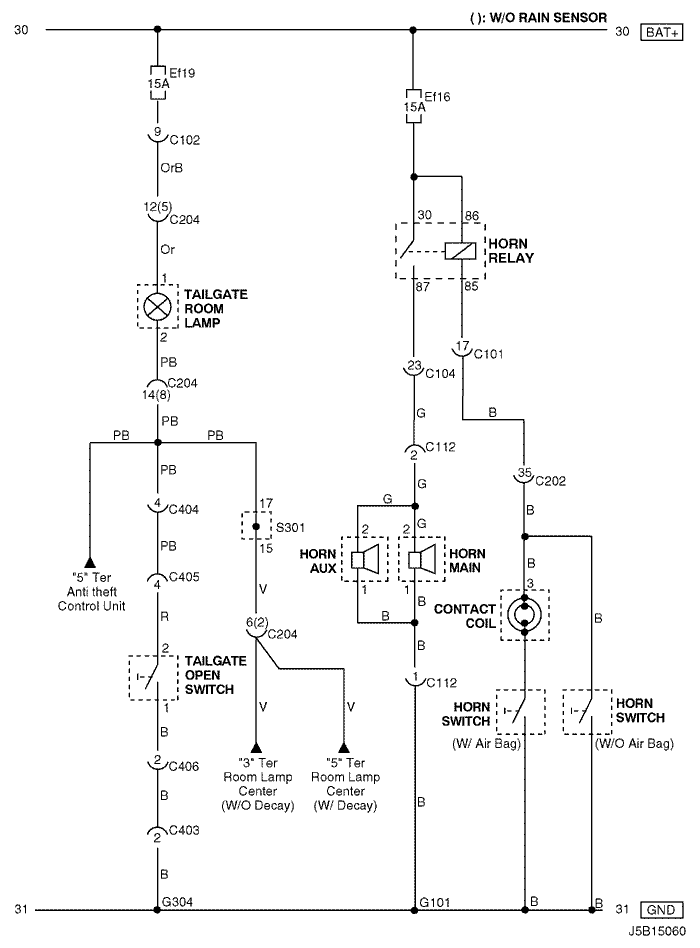 ( ): W/O RAIN SENSOR
30
30 BAT+
Ef19
15A
Ef16
15A
9
C102
OrB
12(5)
C204
Or
30
86
HORN
RELAY
87
85
1
TAILGATE
ROOM
LAMP
2
PB
17
C101
23
C104
C204
14(8)
G
B
PB
PB
PB
C112
2
PB
35
C202
G
4
C404
17
S301
15
G
G
B
2
2
HORN
AUX
HORN
MAIN
PB
"5" Ter
Anti theft
Control Unit
C405
4
1
1
B
3
V
B
CONTACT
COIL
B
R
6(2)
C204
B
B
2
TAILGATE
OPEN
SWITCH
1
1
C112
HORN
SWITCH
(W/ Air Bag)
HORN
SWITCH
(W/O Air Bag)
B
V
V
2
C406
"3" Ter
Room Lamp
Center
(W/O Decay)
"5" Ter
Room Lamp
Center
(W/ Decay)
B
B
C403
2
B
G304
G101
B
B
31
31 GND
J5B15060